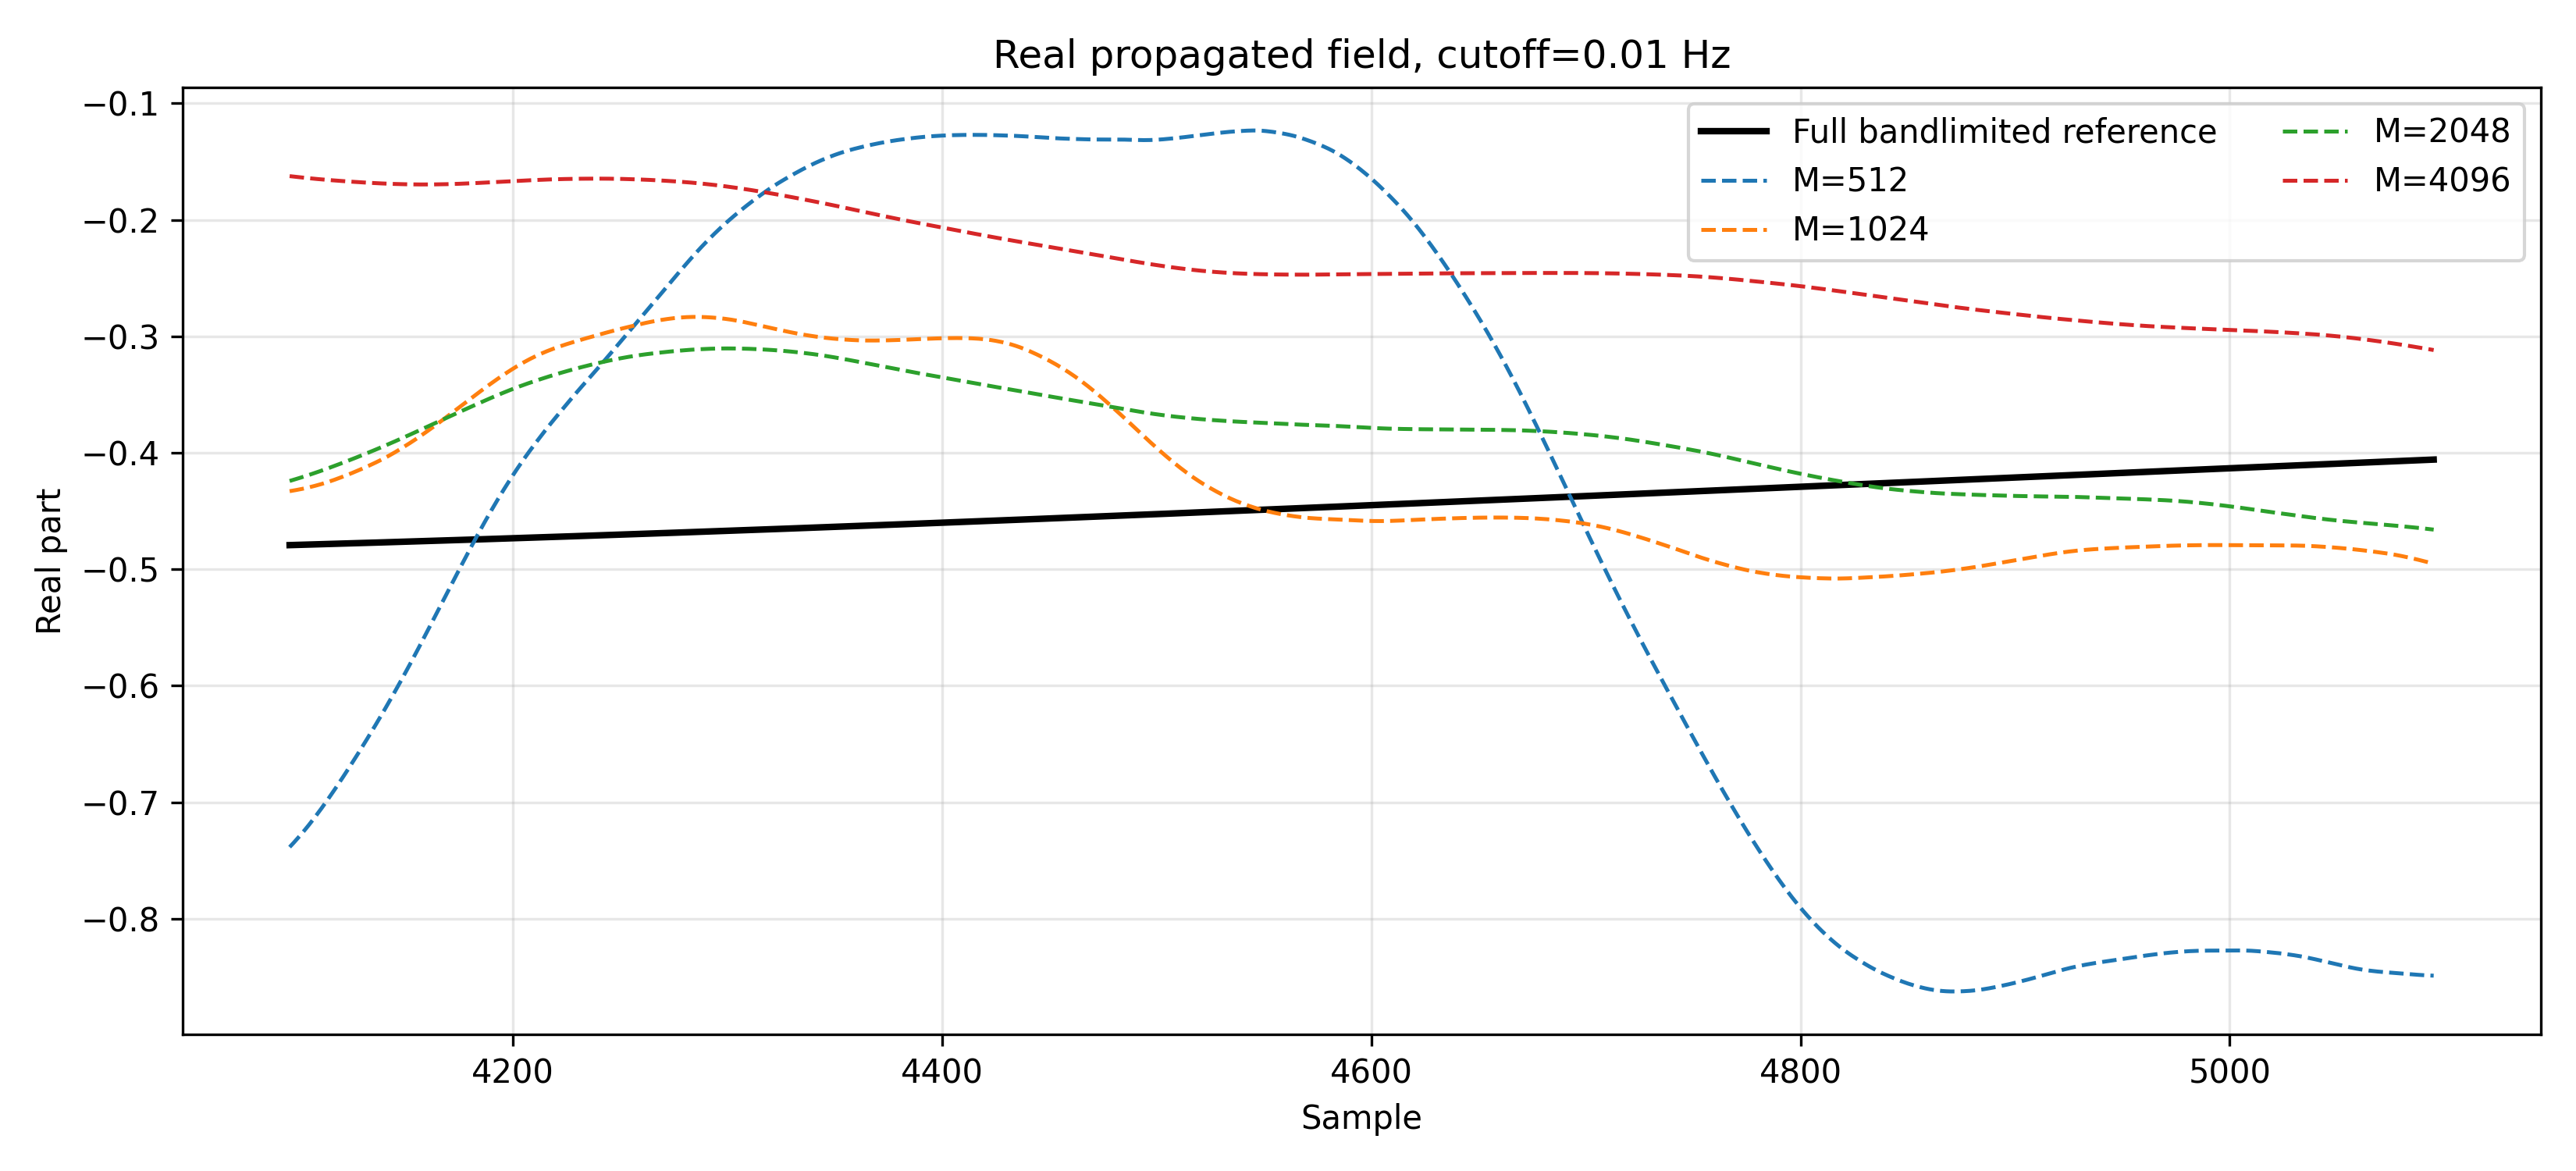 Real propagated field, cutoff=0.01 Hz
Full bandlimited reference
M=512
M=1024
M=2048
M=4096
Real part
−0.1
−0.2
−0.3
−0.4
−0.5
−0.6
−0.7
−0.8
4200
4400
4600
4800
5000
Sample